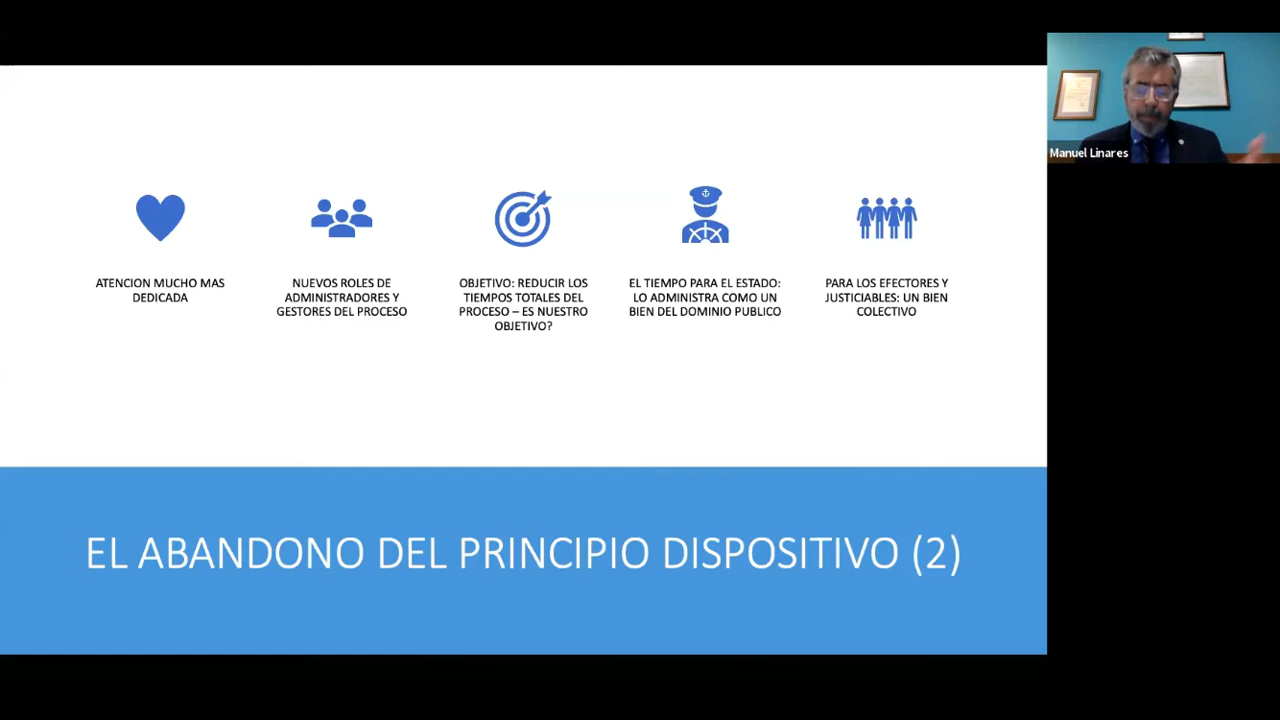 ATENCION MUCHO MAS
DEDICADA
NUEVOS ROLES DE
ADMINISTRADORES Y
GESTORES DEL PROCESO
OBJETIVO: REDUCIR LOS
TIEMPOS TOTALES DEL
PROCESO – ES NUESTRO
OBJETIVO?
EL TIEMPO PARA EL ESTADO:
LO ADMINISTRA COMO UN
BIEN DEL DOMINIO PUBLICO
PARA LOS EFECTORES Y
JUSTICIABLES: UN BIEN
COLECTIVO
EL ABANDONO DEL PRINCIPIO DISPOSITIVO (2)
Manuel Linares